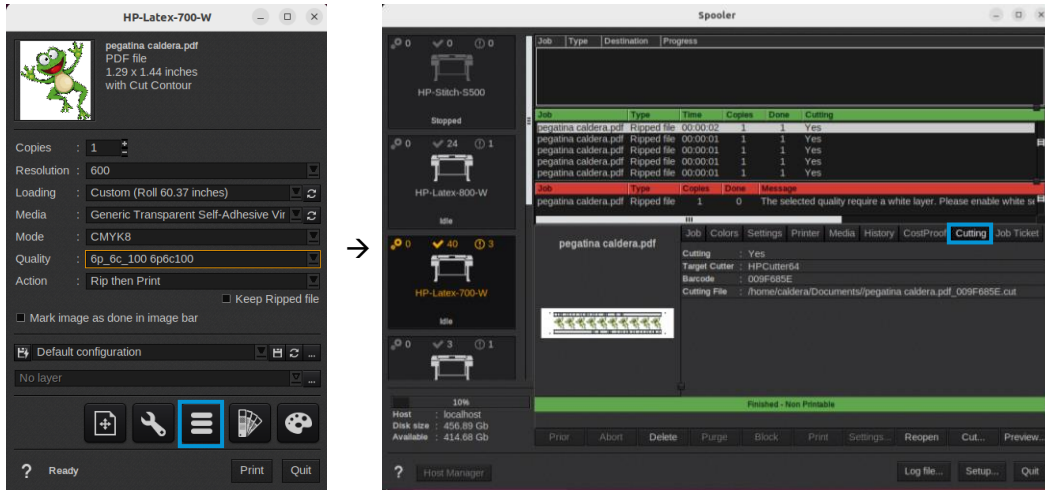 HP-Latex-700-W
pegatina caldera.pdf
PDF file
1.29 x 1.44 inches
with Cut Contour
Copies : 1
Resolution : 600
Loading : Custom (Roll 60.37 inches)
Media : Generic Transparent Self-Adhesive Vir
Mode : CMYK8
Quality : 6p_6c_100 6p6c100
Action : Rip then Print
Keep Ripped file
Mark image as done in image bar
Default configuration
...
No layer
...
? Ready Print Quit
→
Spooler
0 0 0
HP-Stitch-S500
Stopped
0 24 1
HP-Latex-800-W
Idle
0 40 3
HP-Latex-700-W
Idle
0 3 1
10%
Host : localhost
Disk size : 456.89 Gb
Available : 414.68 Gb
Job Type Destination Progress
Job Type Time Copies Done Cutting
pegatina caldera.pdf Ripped file 00:00:02 1 1 Yes
pegatina caldera.pdf Ripped file 00:00:01 1 1 Yes
pegatina caldera.pdf Ripped file 00:00:01 1 1 Yes
pegatina caldera.pdf Ripped file 00:00:01 1 1 Yes
pegatina caldera.pdf Ripped file 00:00:01 1 1 Yes
Job Type Copies Done Message
pegatina caldera.pdf Ripped file 1 0 The selected quality require a white layer. Please enable white se
pegatina caldera.pdf
Job Colors Settings Printer Media History CostProof Cutting Job Ticket
Cutting : Yes
Target Cutter : HPCutter64
Barcode : 009F685E
Cutting File : /home/caldera/Documents//pegatina caldera.pdf_009F685E.cut
Finished - Non Printable
Prior Abort Delete Purge Block Print Settings... Reopen Cut... Preview...
? Host Manager Log file... Setup... Quit